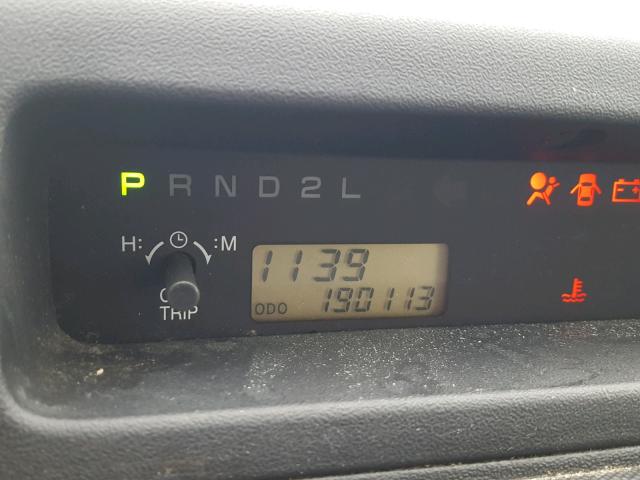 P R N D 2 L
H: :M
1139
TRIP
ODO 190113